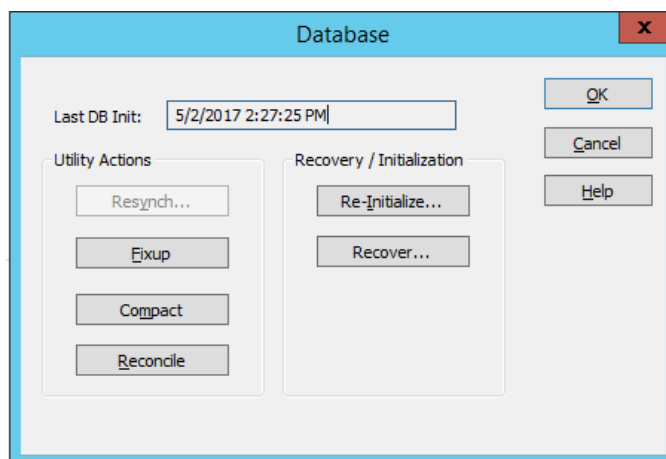 Database
x
Last DB Init: 5/2/2017 2:27:25 PM
OK
Cancel
Help
Utility Actions
Resynch...
Fixup
Compact
Reconcile
Recovery / Initialization
Re-Initialize...
Recover...